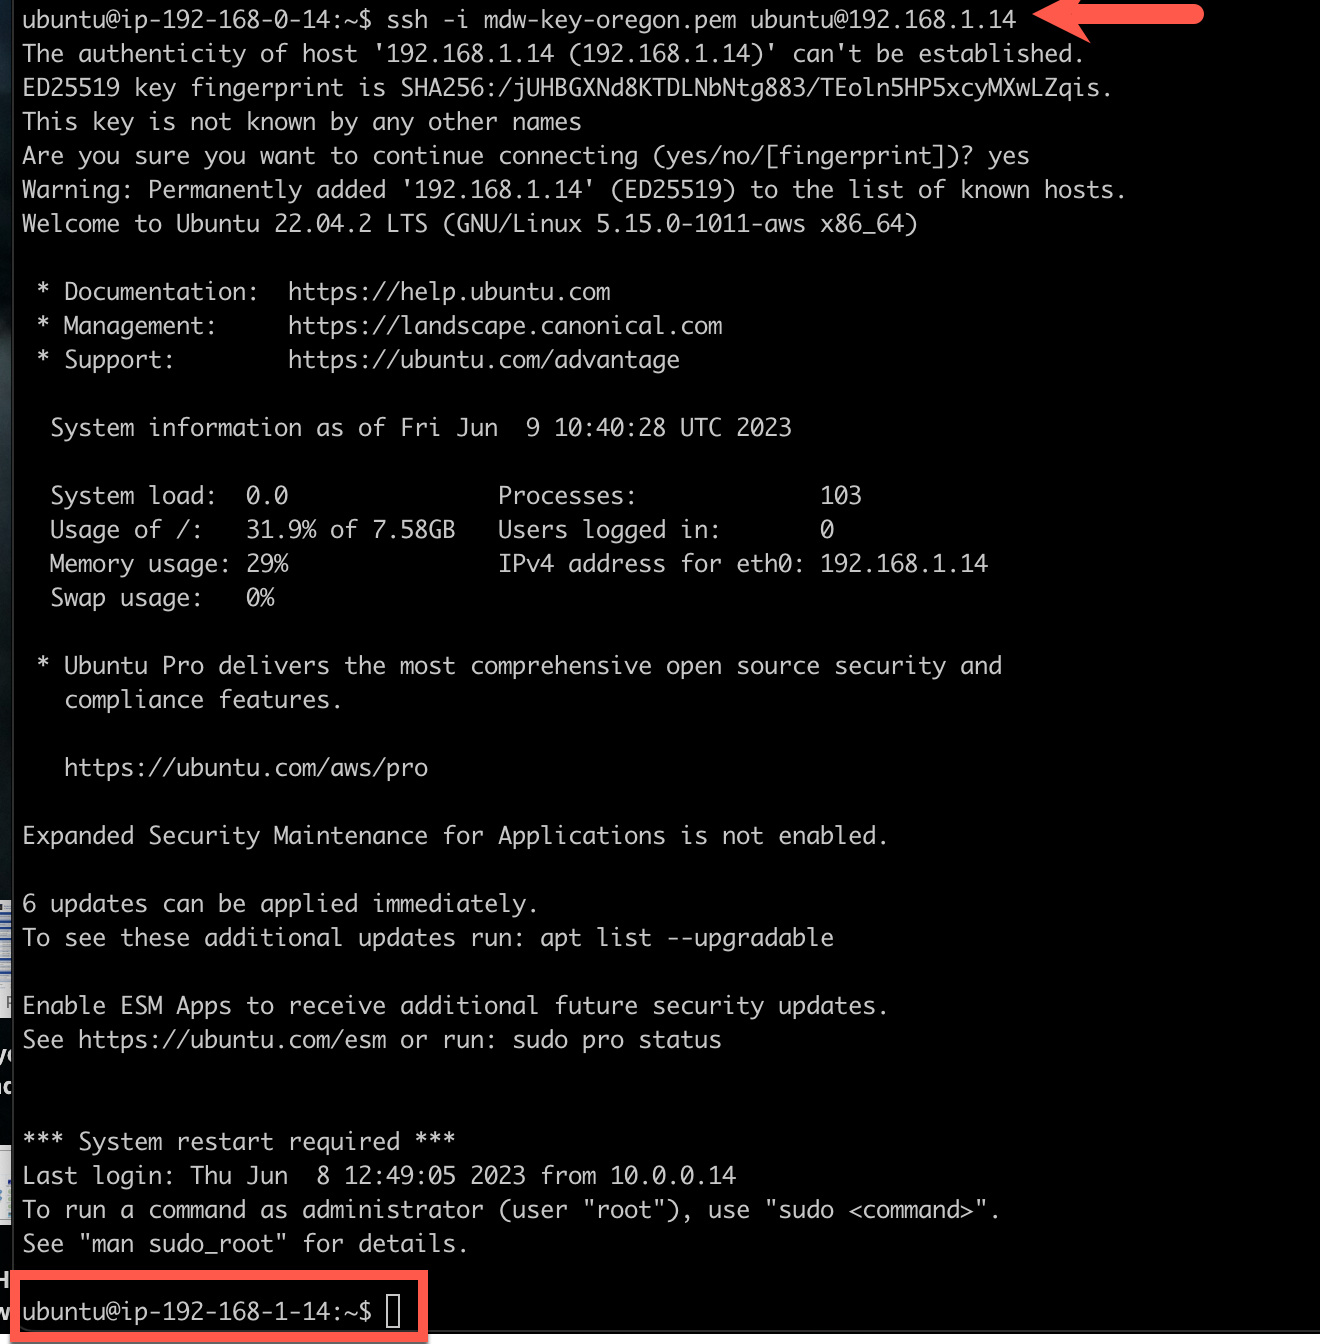 ubuntu@ip-192-168-0-14:~$ ssh -i mdw-key-oregon.pem ubuntu@192.168.1.14
The authenticity of host '192.168.1.14 (192.168.1.14)' can't be established.
ED25519 key fingerprint is SHA256:/jUHBGXNd8KTDLNbNtg883/TEoln5HP5xcyMXwLZqis.
This key is not known by any other names
Are you sure you want to continue connecting (yes/no/[fingerprint])? yes
Warning: Permanently added '192.168.1.14' (ED25519) to the list of known hosts.
Welcome to Ubuntu 22.04.2 LTS (GNU/Linux 5.15.0-1011-aws x86_64)
* Documentation:  https://help.ubuntu.com
* Management:     https://landscape.canonical.com
* Support:        https://ubuntu.com/advantage
System information as of Fri Jun  9 10:40:28 UTC 2023
System load:  0.0               Processes:             103
Usage of /:   31.9% of 7.58GB   Users logged in:       0
Memory usage: 29%               IPv4 address for eth0: 192.168.1.14
Swap usage:   0%
* Ubuntu Pro delivers the most comprehensive open source security and
compliance features.
https://ubuntu.com/aws/pro
Expanded Security Maintenance for Applications is not enabled.
6 updates can be applied immediately.
To see these additional updates run: apt list --upgradable
Enable ESM Apps to receive additional future security updates.
See https://ubuntu.com/esm or run: sudo pro status
*** System restart required ***
Last login: Thu Jun  8 12:49:05 2023 from 10.0.0.14
To run a command as administrator (user "root"), use "sudo <command>".
See "man sudo_root" for details.
ubuntu@ip-192-168-1-14:~$